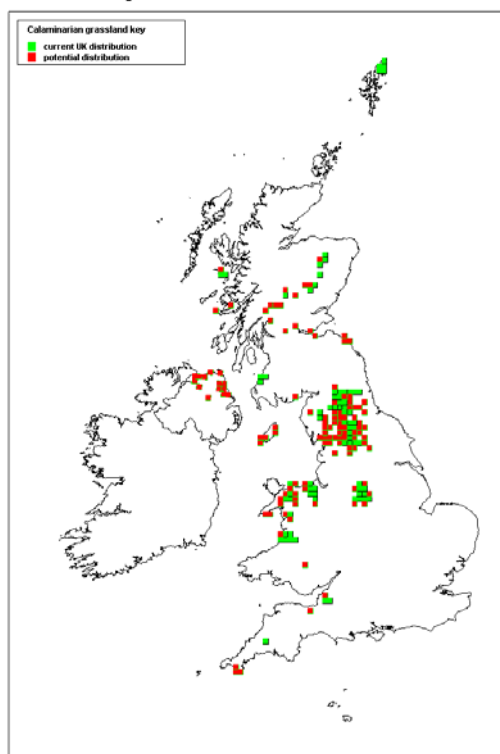 Calaminarian grassland key
current UK distribution
potential distribution